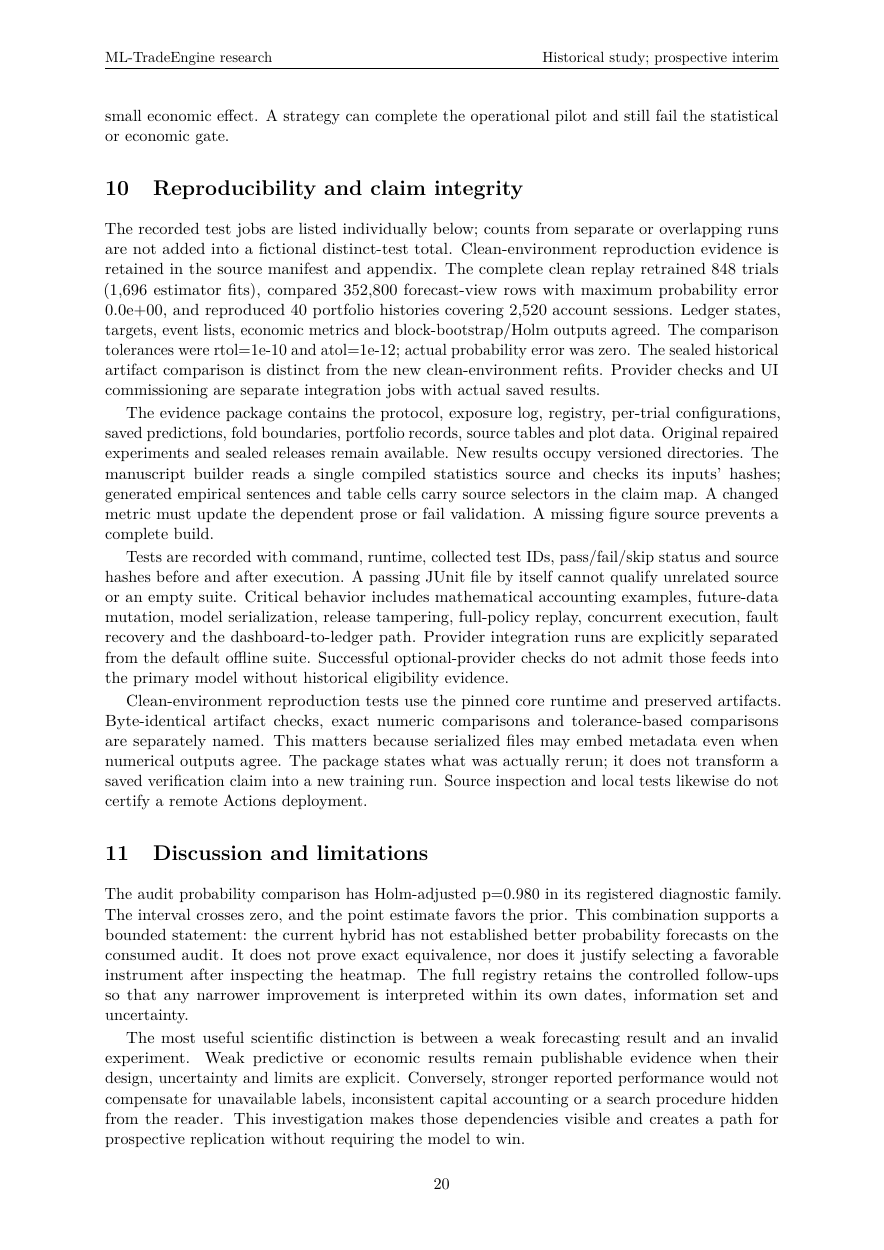 ML-TradeEngine research
Historical study; prospective interim
small economic effect. A strategy can complete the operational pilot and still fail the statistical
or economic gate.
10 Reproducibility and claim integrity
The recorded test jobs are listed individually below; counts from separate or overlapping runs
are not added into a fictional distinct-test total. Clean-environment reproduction evidence is
retained in the source manifest and appendix. The complete clean replay retrained 848 trials
(1,696 estimator fits), compared 352,800 forecast-view rows with maximum probability error
0.0e+00, and reproduced 40 portfolio histories covering 2,520 account sessions. Ledger states,
targets, event lists, economic metrics and block-bootstrap/Holm outputs agreed. The comparison
tolerances were rtol=1e-10 and atol=1e-12; actual probability error was zero. The sealed historical
artifact comparison is distinct from the new clean-environment refits. Provider checks and UI
commissioning are separate integration jobs with actual saved results.
The evidence package contains the protocol, exposure log, registry, per-trial configurations,
saved predictions, fold boundaries, portfolio records, source tables and plot data. Original repaired
experiments and sealed releases remain available. New results occupy versioned directories. The
manuscript builder reads a single compiled statistics source and checks its inputs' hashes;
generated empirical sentences and table cells carry source selectors in the claim map. A changed
metric must update the dependent prose or fail validation. A missing figure source prevents a
complete build.
Tests are recorded with command, runtime, collected test IDs, pass/fail/skip status and source
hashes before and after execution. A passing JUnit file by itself cannot qualify unrelated source
or an empty suite. Critical behavior includes mathematical accounting examples, future-data
mutation, model serialization, release tampering, full-policy replay, concurrent execution, fault
recovery and the dashboard-to-ledger path. Provider integration runs are explicitly separated
from the default offline suite. Successful optional-provider checks do not admit those feeds into
the primary model without historical eligibility evidence.
Clean-environment reproduction tests use the pinned core runtime and preserved artifacts.
Byte-identical artifact checks, exact numeric comparisons and tolerance-based comparisons
are separately named. This matters because serialized files may embed metadata even when
numerical outputs agree. The package states what was actually rerun; it does not transform a
saved verification claim into a new training run. Source inspection and local tests likewise do not
certify a remote Actions deployment.
11 Discussion and limitations
The audit probability comparison has Holm-adjusted p=0.980 in its registered diagnostic family.
The interval crosses zero, and the point estimate favors the prior. This combination supports a
bounded statement: the current hybrid has not established better probability forecasts on the
consumed audit. It does not prove exact equivalence, nor does it justify selecting a favorable
instrument after inspecting the heatmap. The full registry retains the controlled follow-ups
so that any narrower improvement is interpreted within its own dates, information set and
uncertainty.
The most useful scientific distinction is between a weak forecasting result and an invalid
experiment. Weak predictive or economic results remain publishable evidence when their
design, uncertainty and limits are explicit. Conversely, stronger reported performance would not
compensate for unavailable labels, inconsistent capital accounting or a search procedure hidden
from the reader. This investigation makes those dependencies visible and creates a path for
prospective replication without requiring the model to win.
20